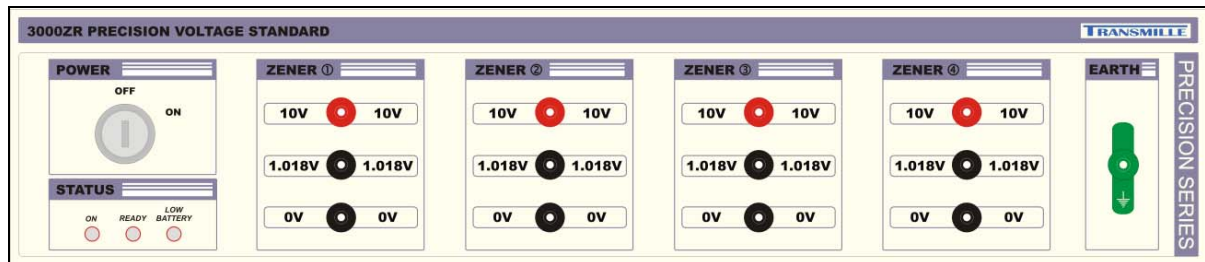 3000ZR PRECISION VOLTAGE STANDARD
TRANSMILLE
POWER
OFF
ON
STATUS
ON READY LOW BATTERY
ZENER ①
10V 10V
1.018V 1.018V
0V 0V
ZENER ②
10V 10V
1.018V 1.018V
0V 0V
ZENER ③
10V 10V
1.018V 1.018V
0V 0V
ZENER ④
10V 10V
1.018V 1.018V
0V 0V
EARTH
PRECISION SERIES